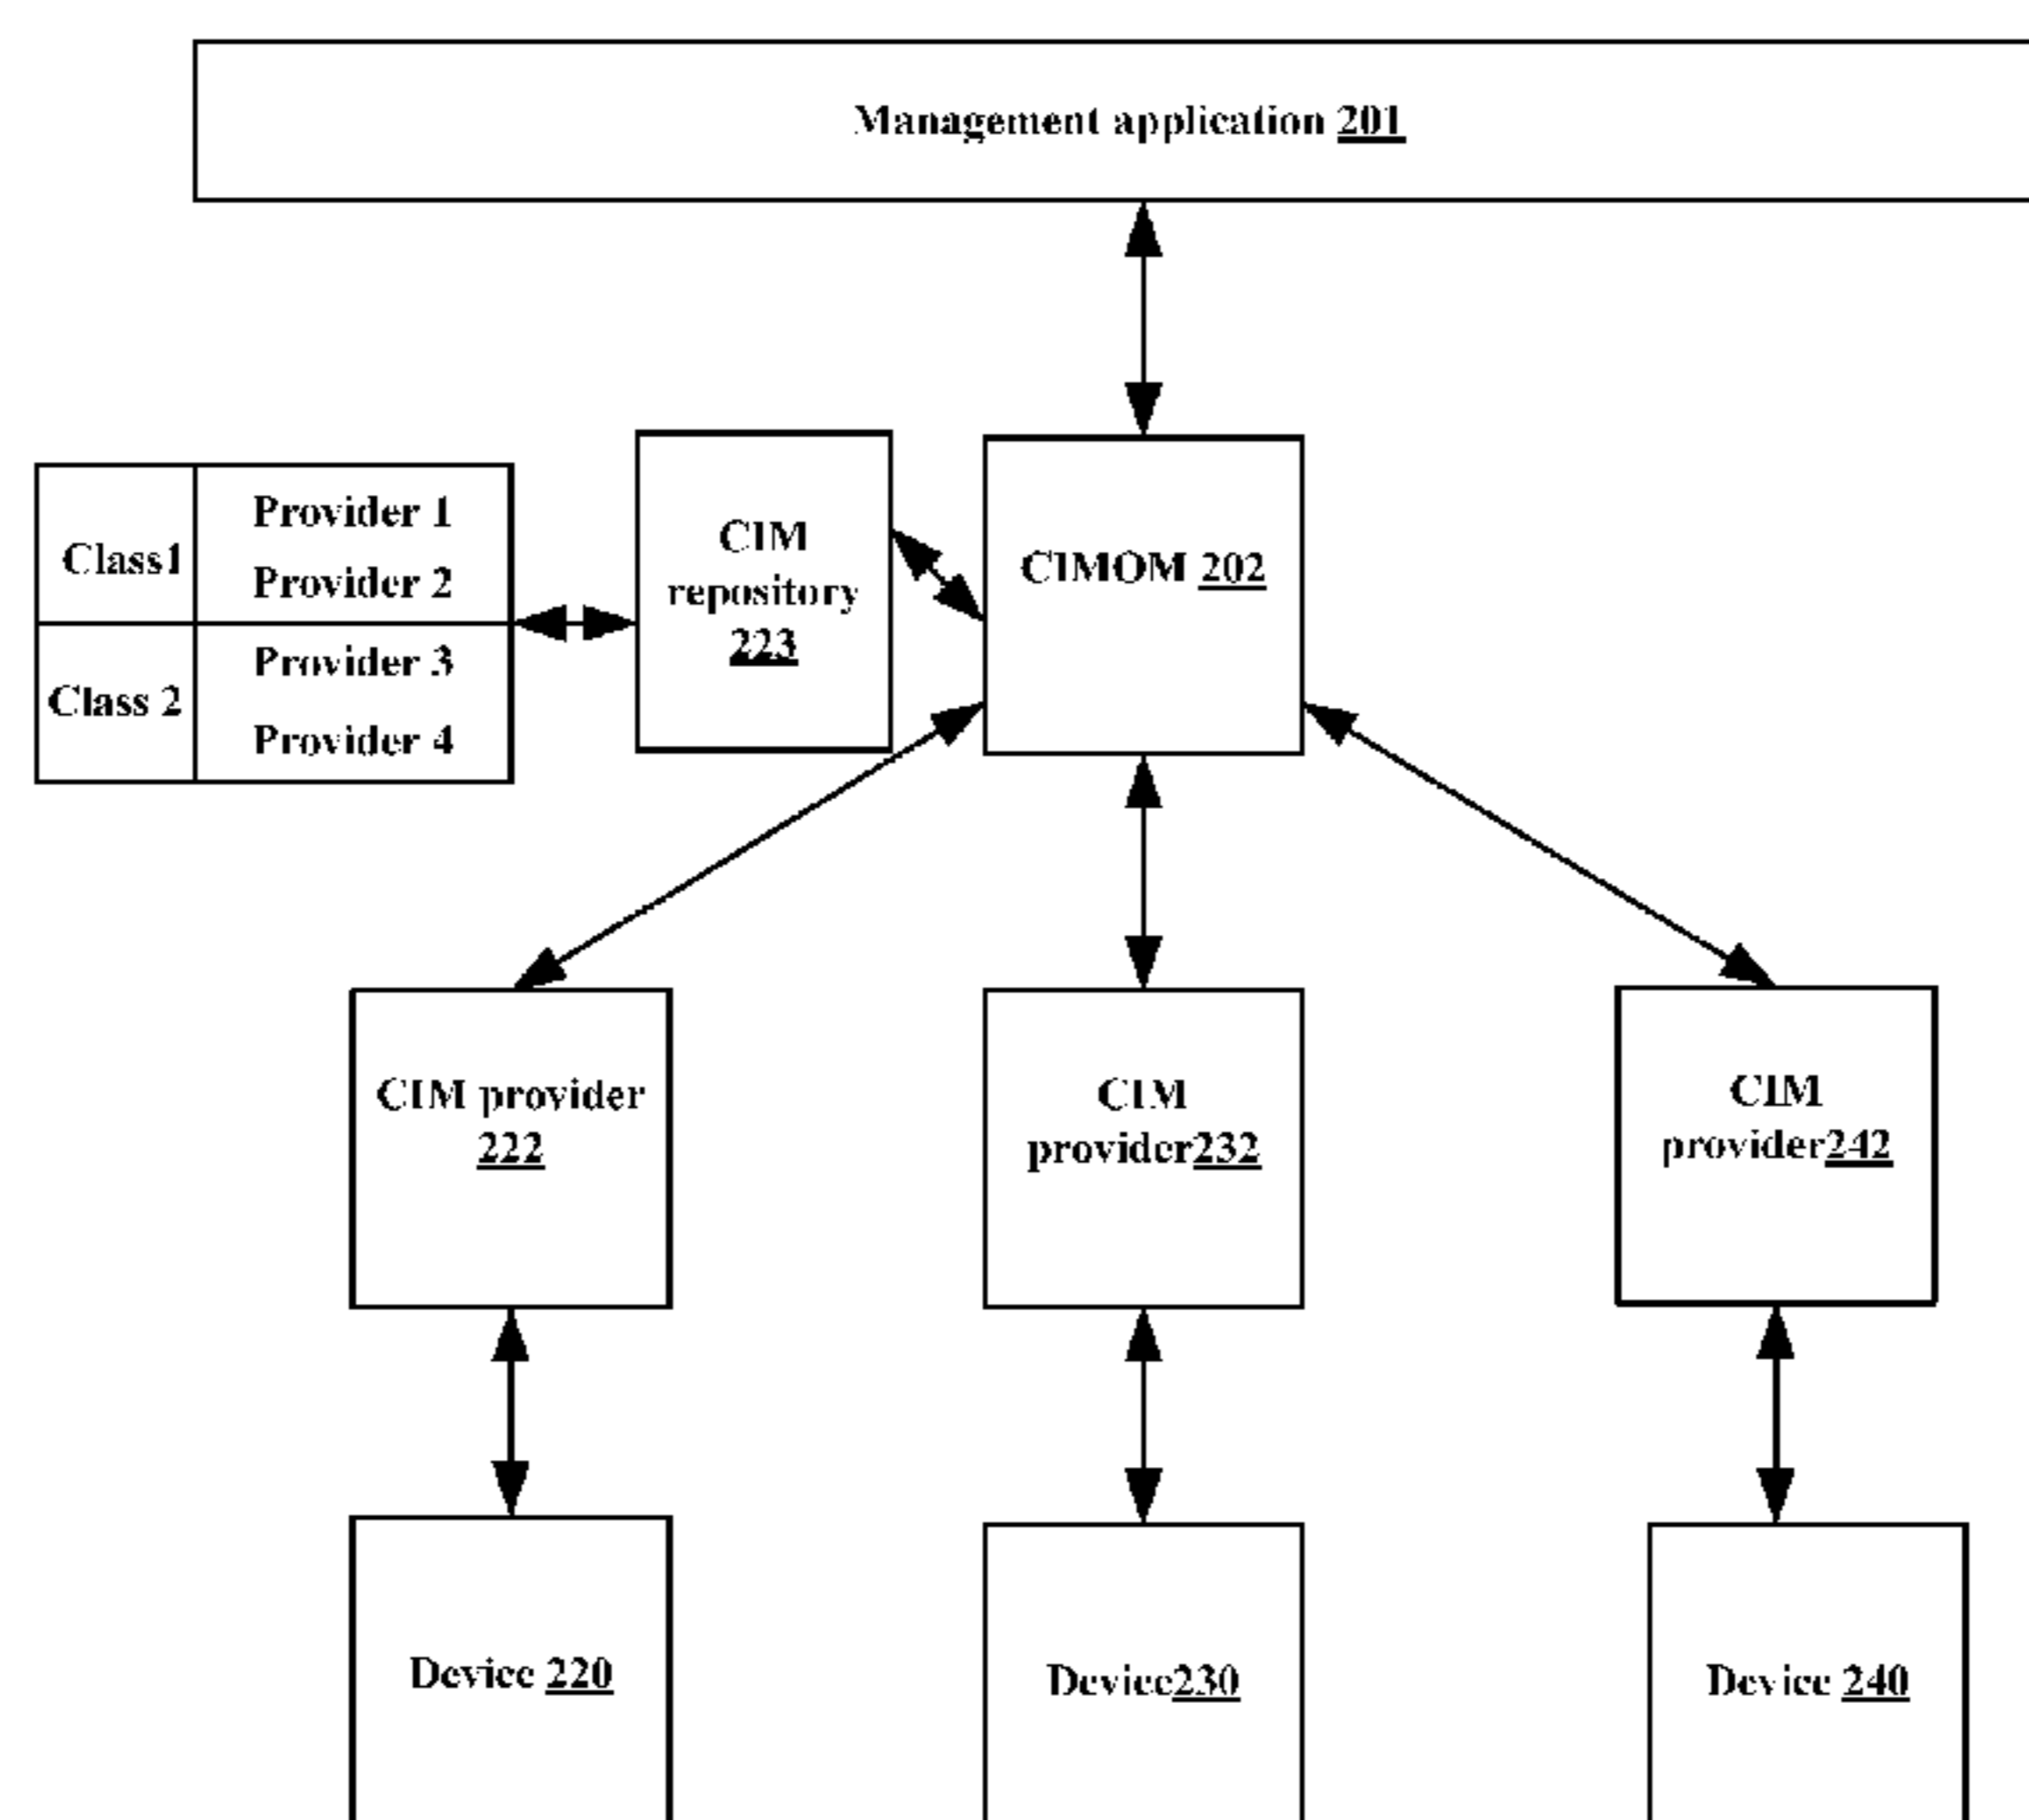 Management application 201
CIMOM 202
CIM
repository
223
Class1
Provider 1
Provider 2
Class 2
Provider 3
Provider 4
CIM provider
222
CIM
provider232
CIM
provider242
Device 220
Device230
Device 240